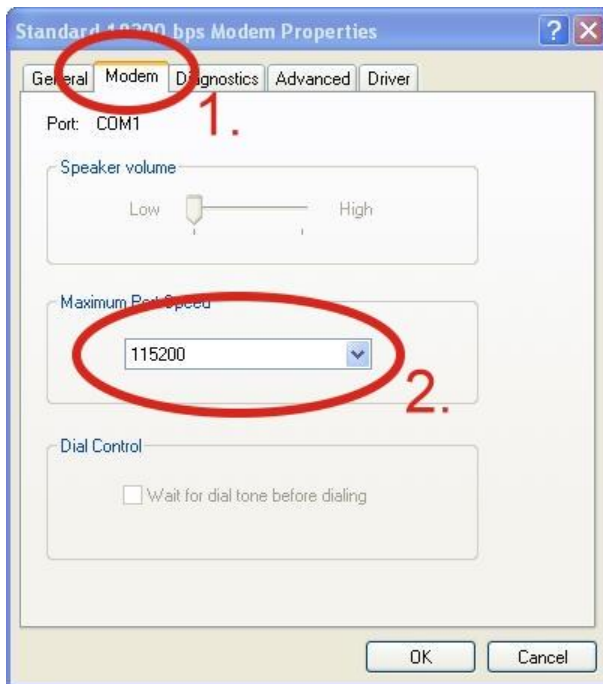 Standard 19200 bps Modem Properties
General Modem Diagnostics Advanced Driver
1.
Port: COM1
Speaker volume
Low High
Maximum Port Speed
115200
2.
Dial Control
Wait for dial tone before dialing
OK Cancel